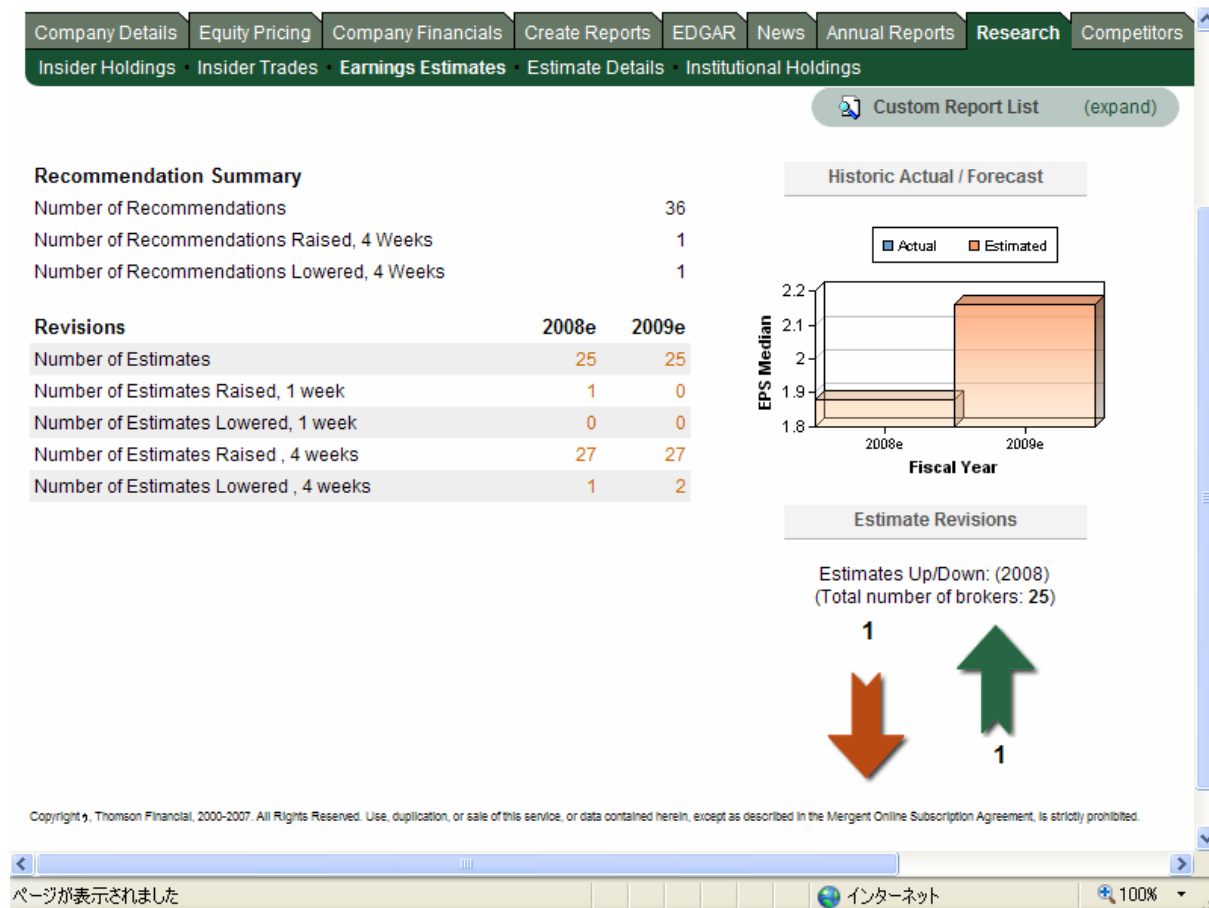 Company Details Equity Pricing Company Financials Create Reports EDGAR News Annual Reports Research Competitors
Insider Holdings • Insider Trades • Earnings Estimates • Estimate Details • Institutional Holdings
Custom Report List (expand)
Recommendation Summary
Number of Recommendations 36
Number of Recommendations Raised, 4 Weeks 1
Number of Recommendations Lowered, 4 Weeks 1
Revisions 2008e 2009e
Number of Estimates 25 25
Number of Estimates Raised, 1 week 1 0
Number of Estimates Lowered, 1 week 0 0
Number of Estimates Raised , 4 weeks 27 27
Number of Estimates Lowered , 4 weeks 1 2
Historic Actual / Forecast
Actual Estimated
2.2
2.1
2
1.9
1.8
EPS Median
2008e 2009e
Fiscal Year
Estimate Revisions
Estimates Up/Down: (2008)
(Total number of brokers: 25)
1
1
Copyright ゥ, Thomson Financial, 2000-2007. All Rights Reserved. Use, duplication, or sale of this service, or data contained herein, except as described in the Mergent Online Subscription Agreement, is strictly prohibited.
ページが表示されました インターネット 100%